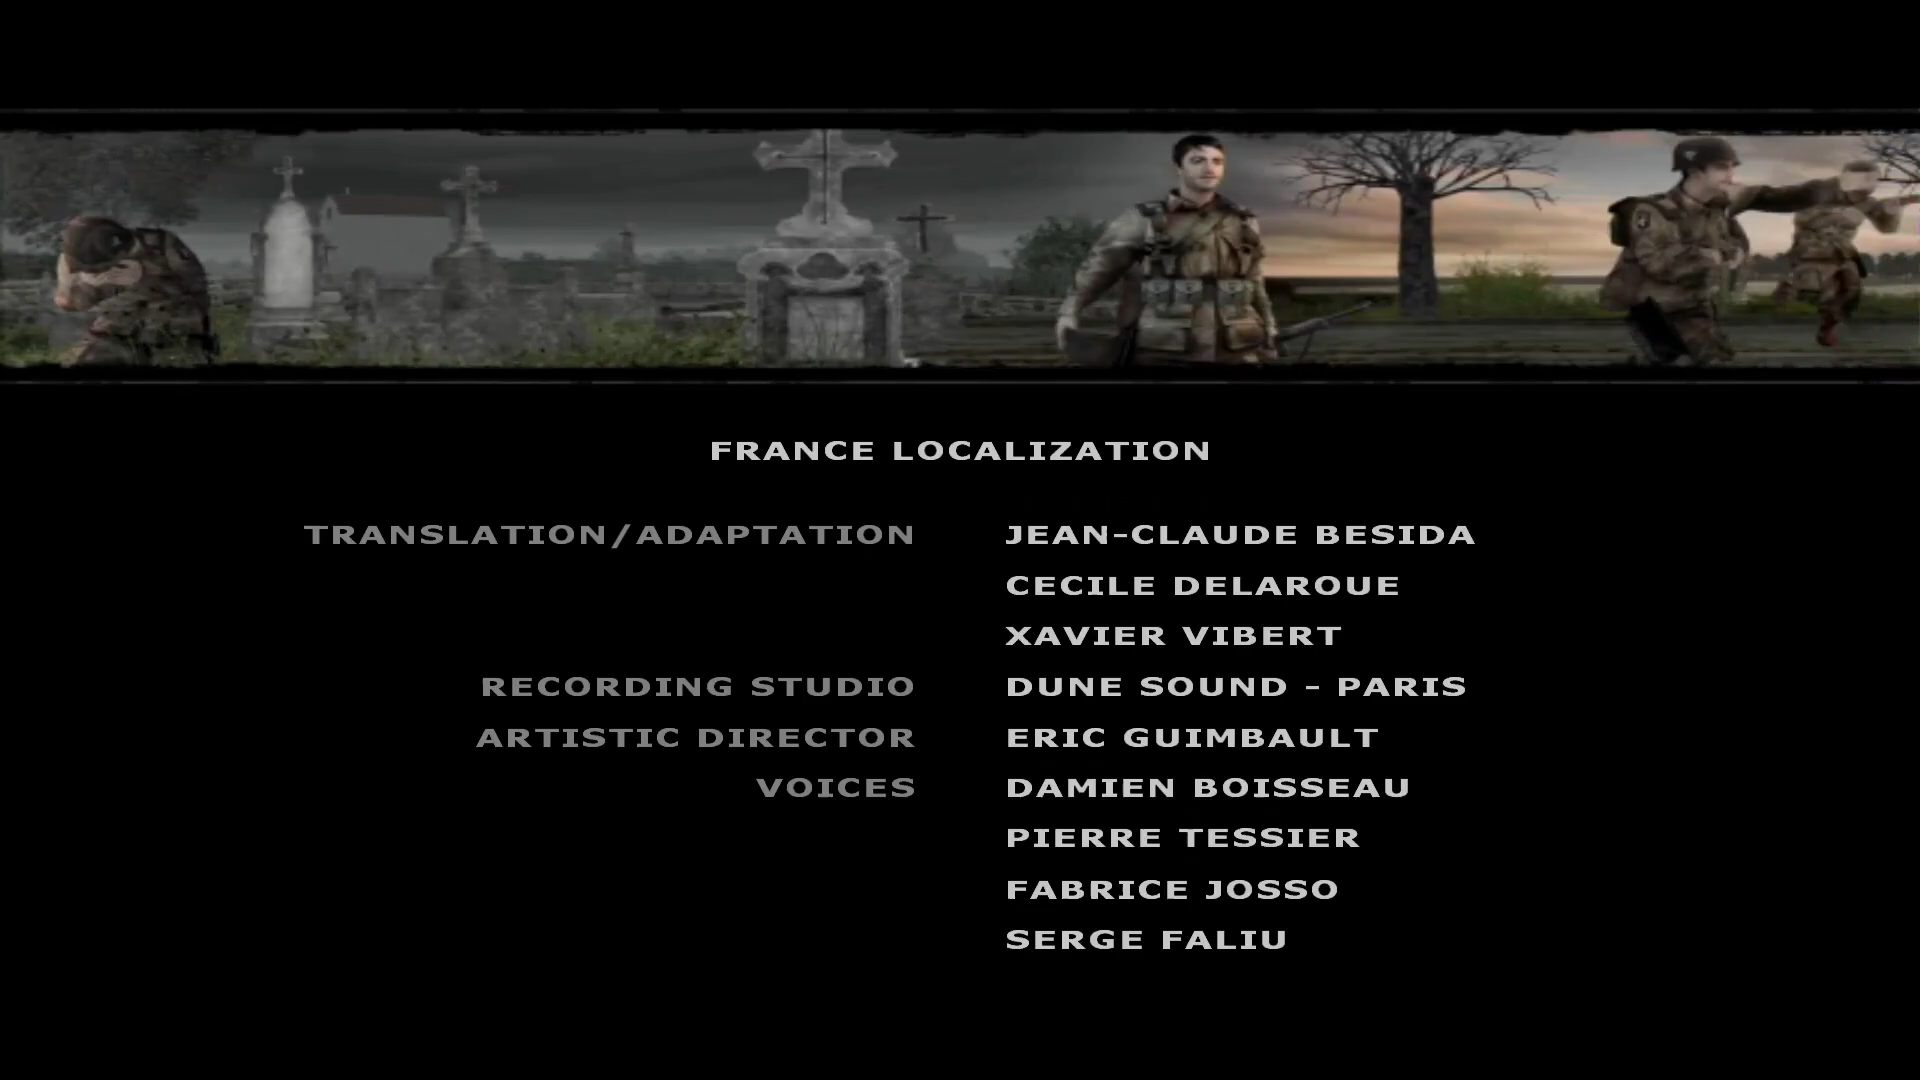 FRANCE LOCALIZATION
TRANSLATION/ADAPTATION JEAN-CLAUDE BESIDA
CECILE DELAROUE
XAVIER VIBERT
RECORDING STUDIO DUNE SOUND - PARIS
ARTISTIC DIRECTOR ERIC GUIMBAULT
VOICES DAMIEN BOISSEAU
PIERRE TESSIER
FABRICE JOSSO
SERGE FALIU